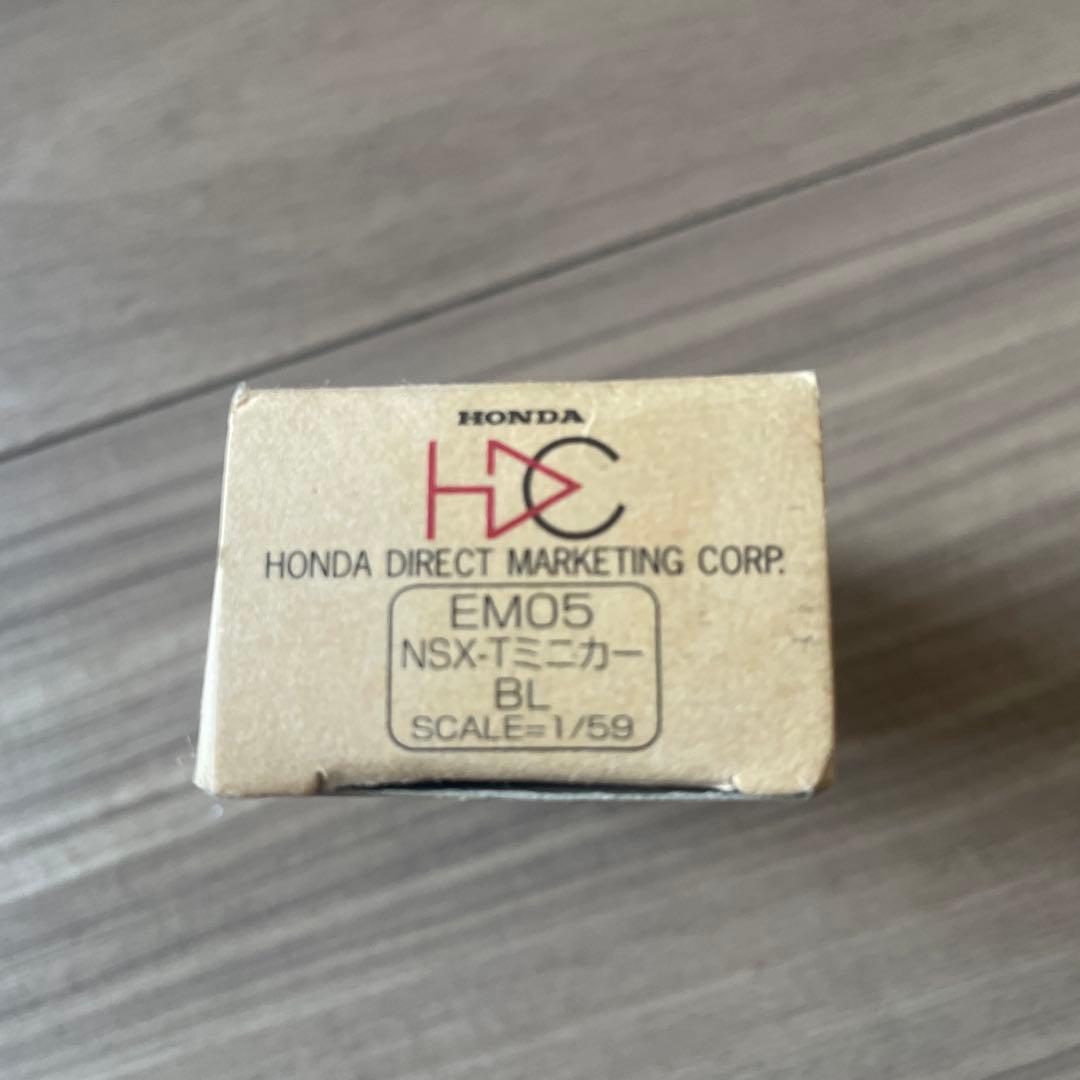 HONDA
HDC
HONDA DIRECT MARKETING CORP.
EM05
NSX-Tミニカー
BL
SCALE=1/59